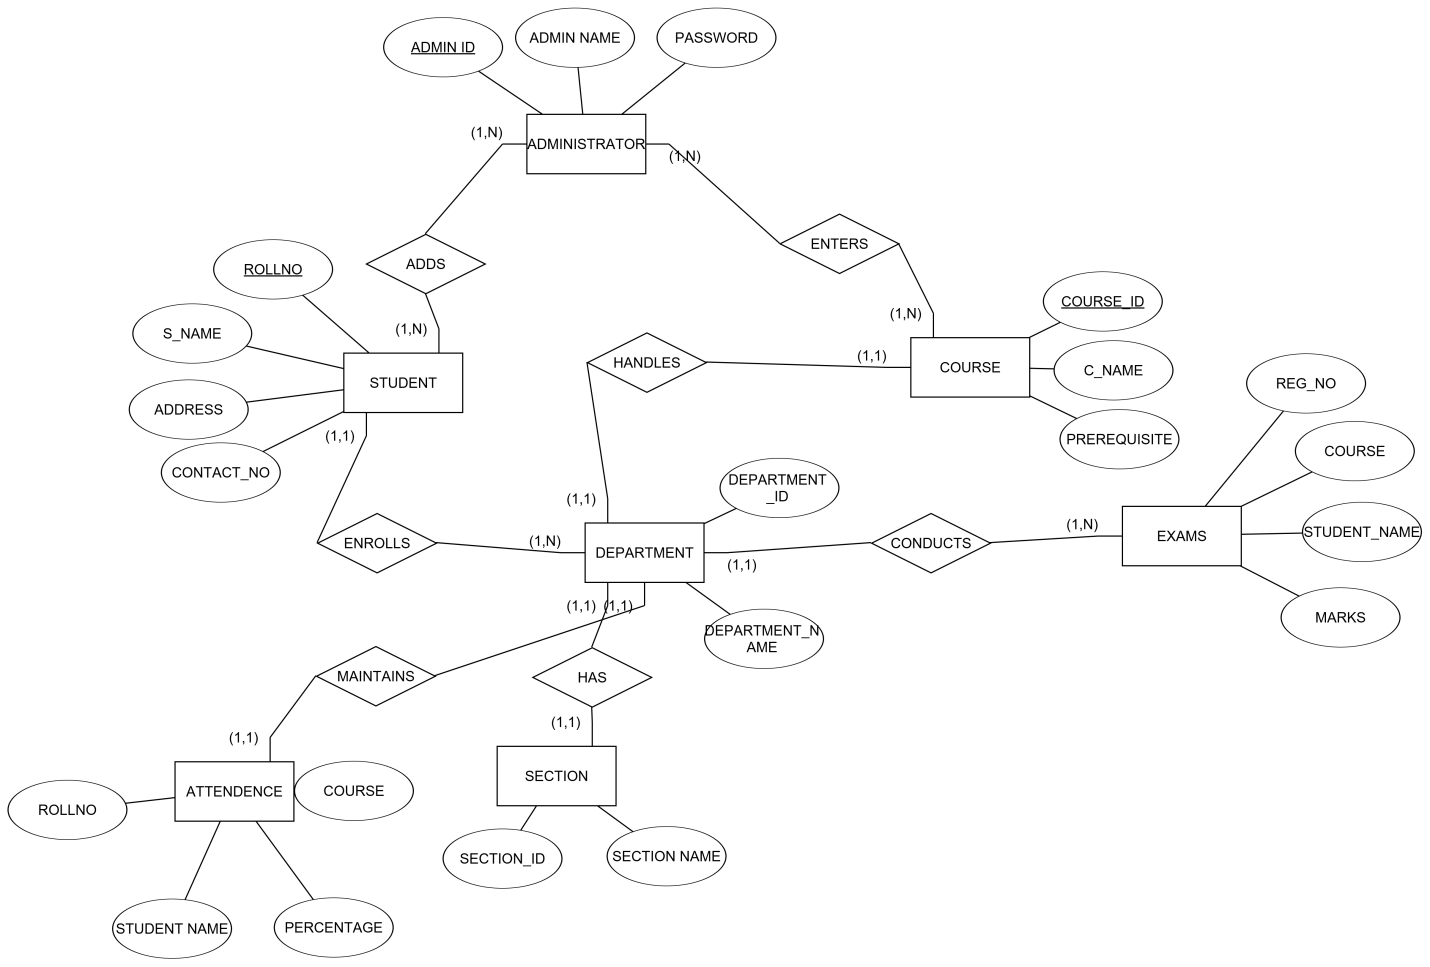 ADMIN ID
ADMIN NAME
PASSWORD
(1,N)
ADMINISTRATOR
(1,N)
ENTERS
ADDS
ROLLNO
COURSE_ID
(1,N)
(1,N)
S_NAME
HANDLES
(1,1)
COURSE
C_NAME
STUDENT
REG_NO
ADDRESS
(1,1)
PREREQUISITE
COURSE
CONTACT_NO
DEPARTMENT
_ID
(1,1)
(1,N)
STUDENT_NAME
EXAMS
ENROLLS
(1,N)
DEPARTMENT
CONDUCTS
(1,1)
(1,1)
(1,1)
MARKS
DEPARTMENT_N
AME
MAINTAINS
HAS
(1,1)
(1,1)
SECTION
ATTENDENCE
COURSE
ROLLNO
SECTION_ID
SECTION NAME
STUDENT NAME
PERCENTAGE